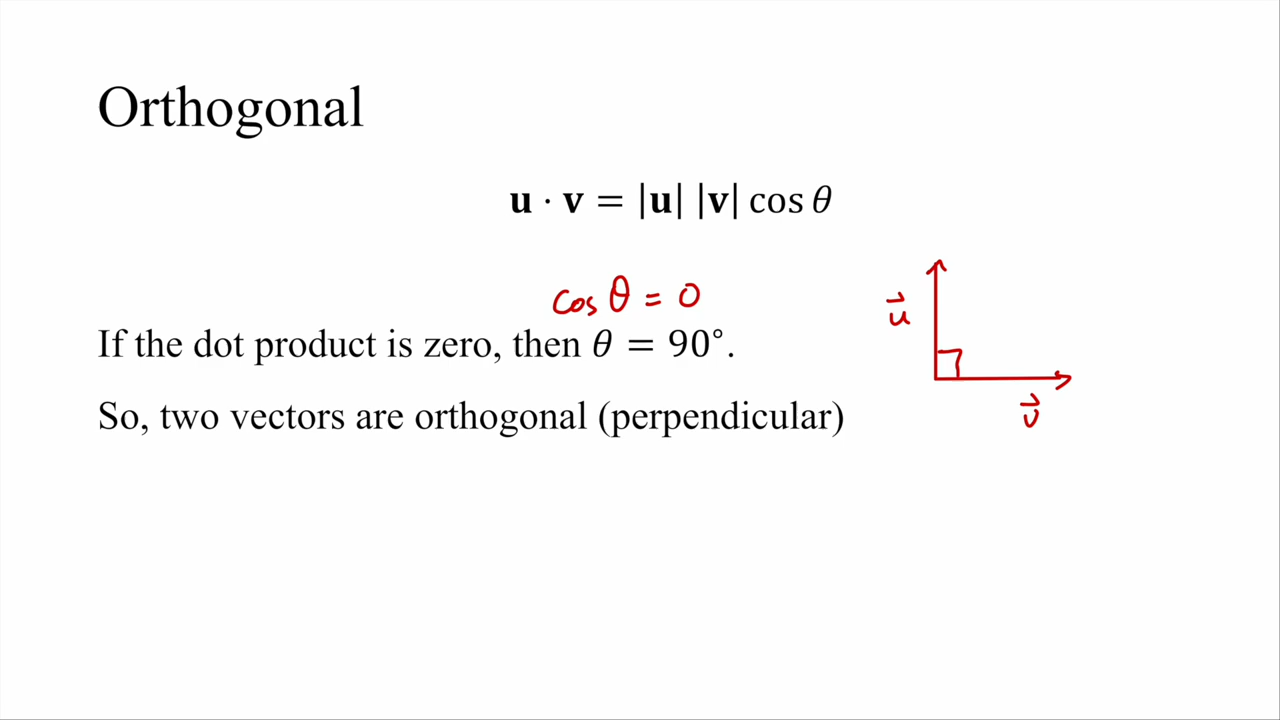 Orthogonal
𝐮 · 𝐯 = |𝐮| |𝐯| cos θ
cos θ = 0
If the dot product is zero, then θ = 90°.
So, two vectors are orthogonal (perpendicular)
u⃗
v⃗